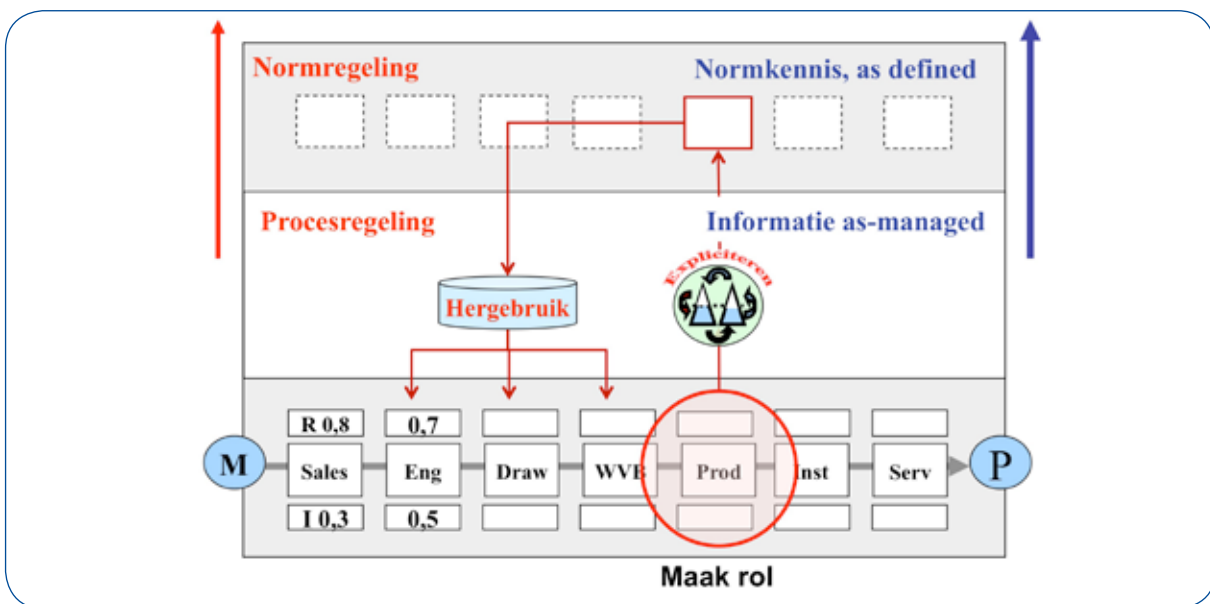 Normregeling
Normkennis, as defined
Procesregeling
Informatie as-managed
Expliciteren
Hergebruik
R 0,8
0,7
M
Sales
Eng
Draw
WVB
Prod
Inst
Serv
P
I 0,3
0,5
Maak rol